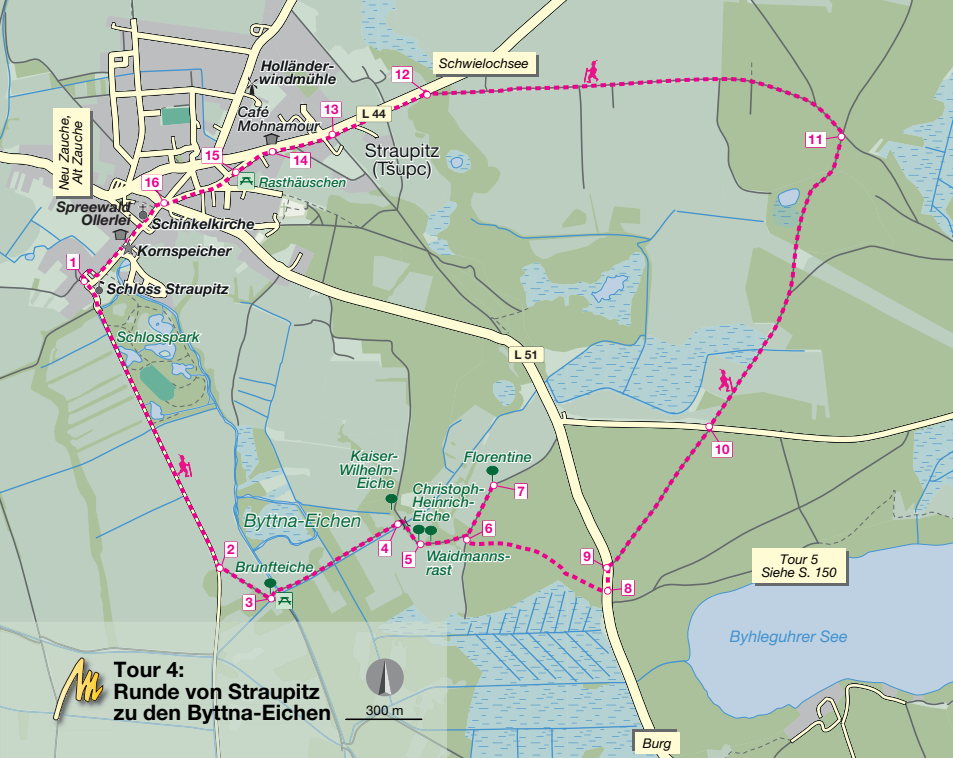 Schwielochsee
Holländer-
windmühle
12
Café
Mohnamour
13
L 44
11
Neu Zauche,
Alt Zauche
Straupitz
(Tšupc)
15
14
16
Rasthäuschen
Spreewald
Ollerlei
Schinkelkirche
Kornspeicher
1
Schloss Straupitz
Schlosspark
L 51
10
Kaiser-
Wilhelm-
Eiche
Florentine
Christoph-
Heinrich-
Eiche
7
Byttna-Eichen
6
4
5
Waidmanns-
rast
2
Brunfteiche
9
8
3
Tour 5
Siehe S. 150
Byhleguhrer See
Tour 4:
Runde von Straupitz
zu den Byttna-Eichen
300 m
Burg